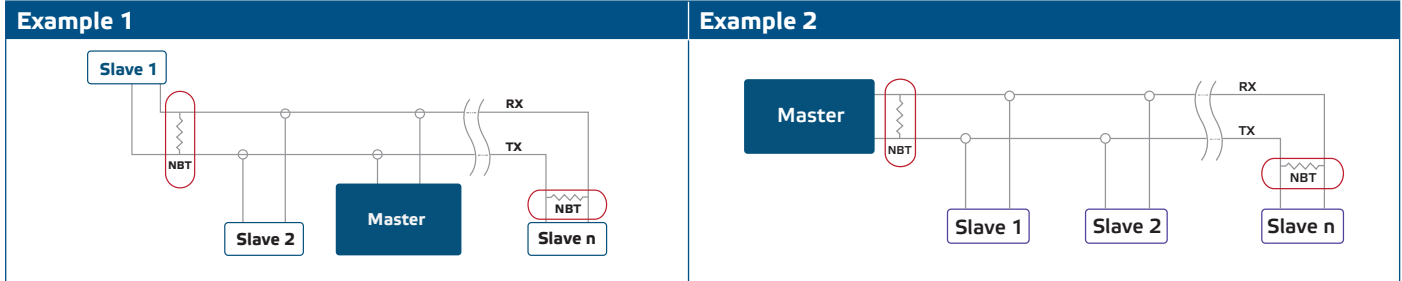 Example 1
Slave 1
RX
TX
NBT
NBT
Master
Slave 2
Slave n
Example 2
Master
RX
TX
NBT
NBT
Slave 1
Slave 2
Slave n